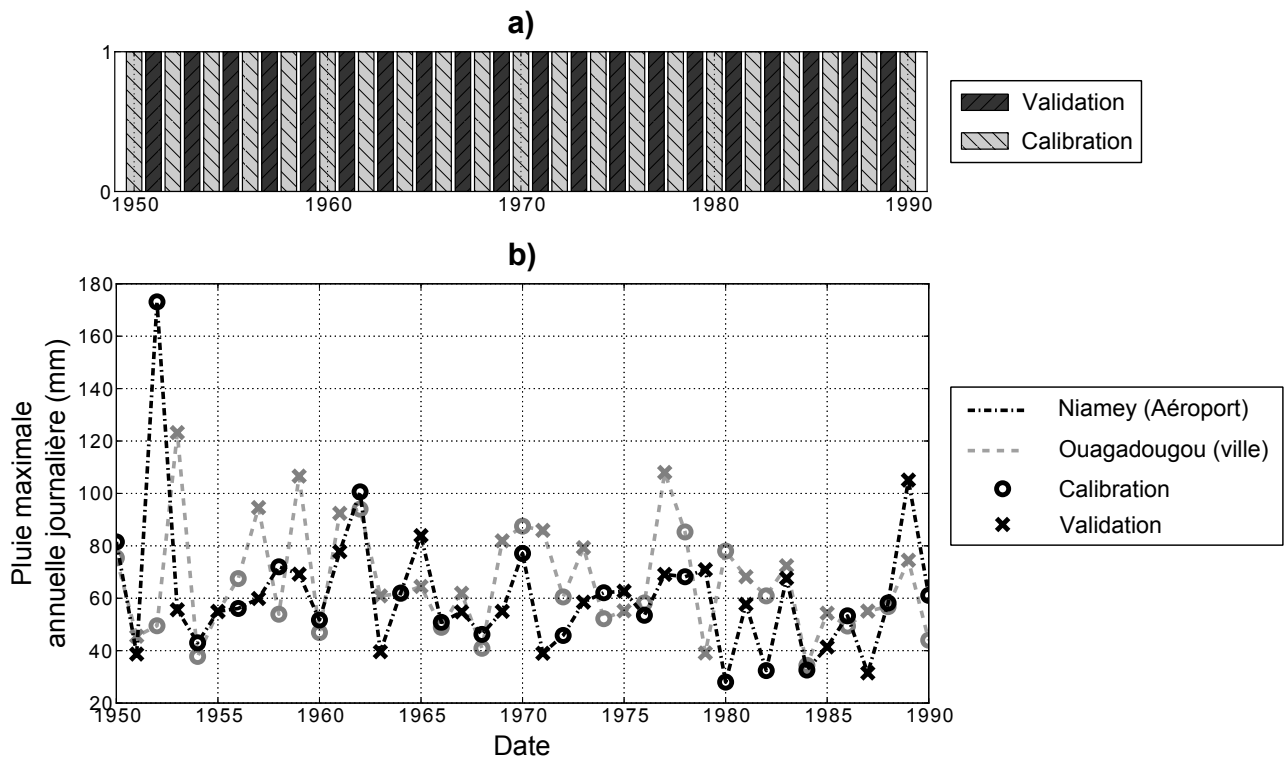 a)
1
0
1950 1960 1970 1980 1990
Validation
Calibration
b)
180
160
140
120
100
80
60
40
20
1950 1955 1960 1965 1970 1975 1980 1985 1990
Pluie maximale
annuelle journalière (mm)
Date
Niamey (Aéroport)
Ouagadougou (ville)
Calibration
Validation